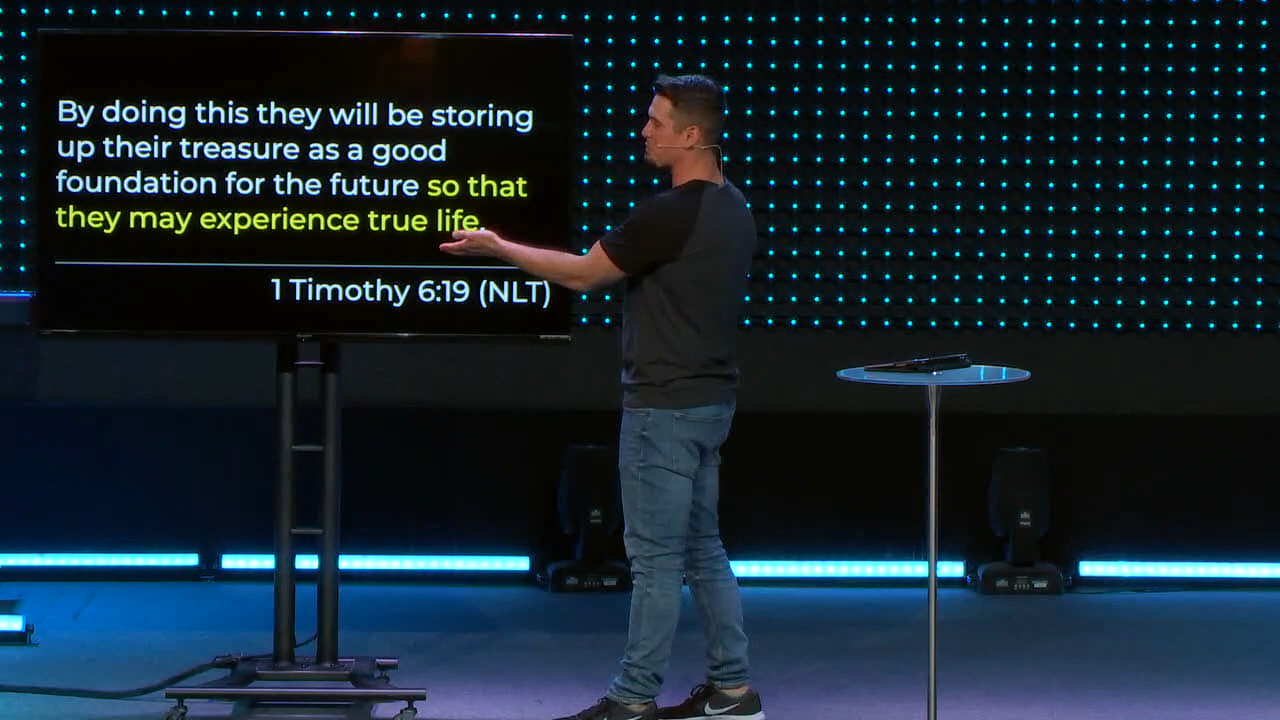 By doing this they will be storing
up their treasure as a good
foundation for the future so that
they may experience true life.
1 Timothy 6:19 (NLT)